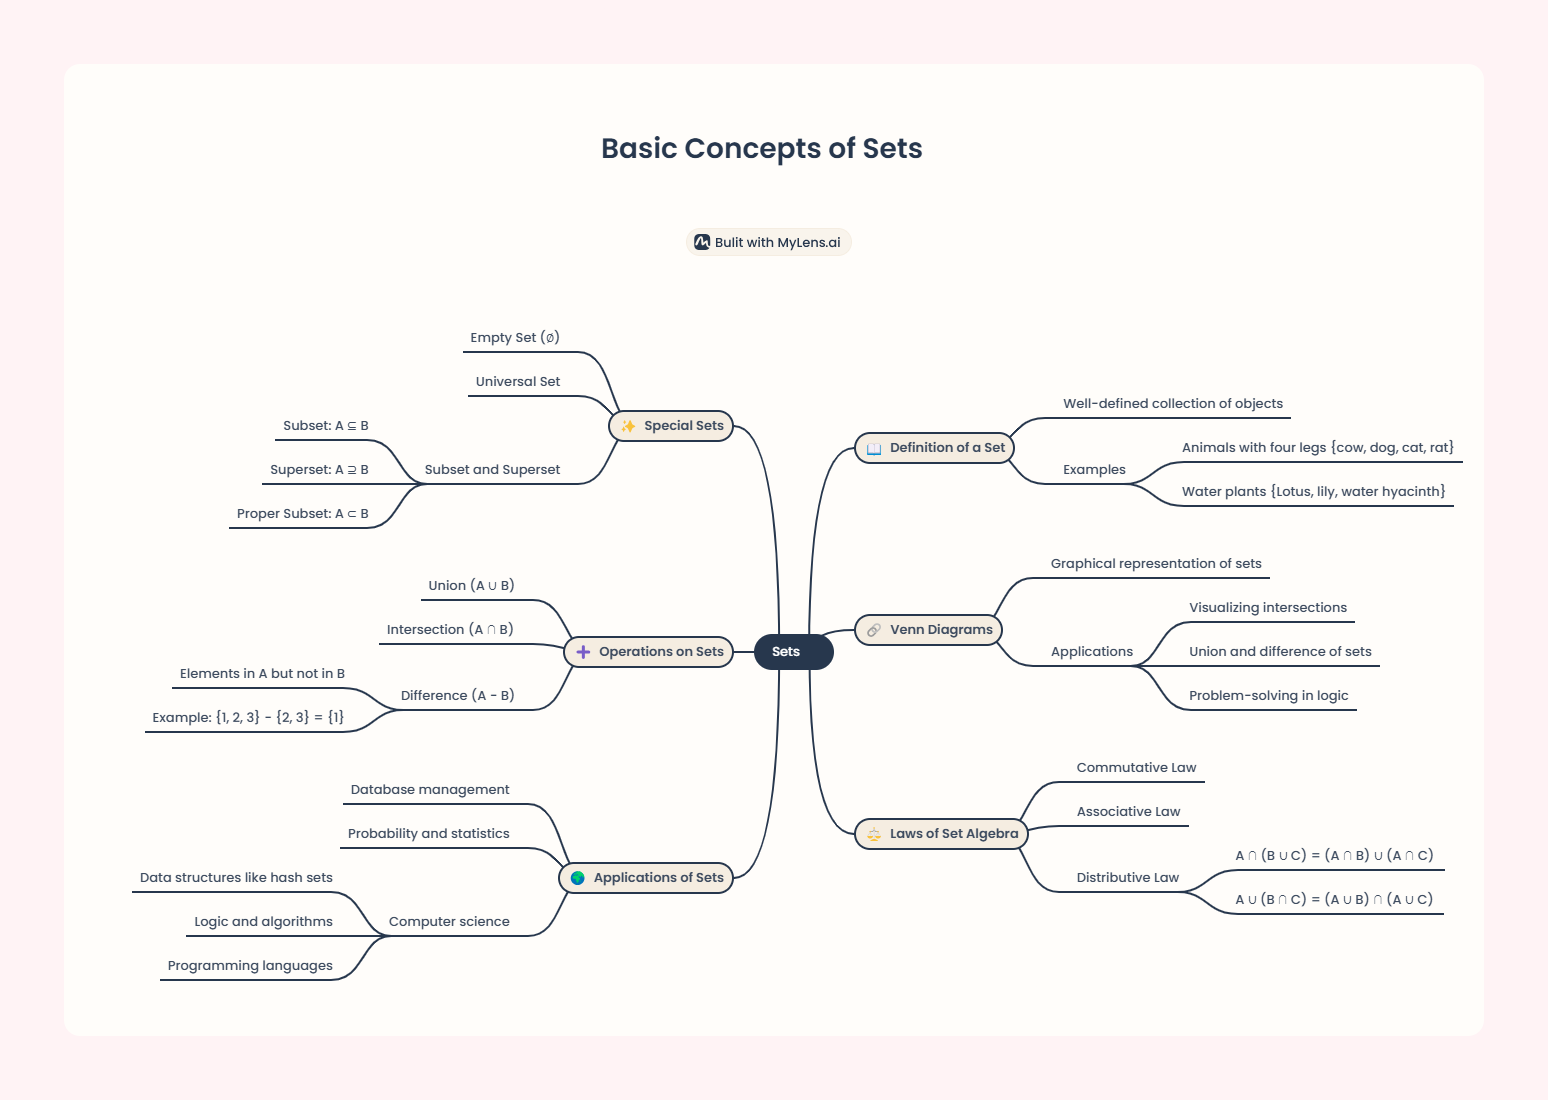 Basic Concepts of Sets
Bulit with MyLens.ai
Sets
Special Sets
Empty Set (∅)
Universal Set
Subset and Superset
Subset: A ⊆ B
Superset: A ⊇ B
Proper Subset: A ⊂ B
Operations on Sets
Union (A ∪ B)
Intersection (A ∩ B)
Difference (A - B)
Elements in A but not in B
Example: {1, 2, 3} - {2, 3} = {1}
Applications of Sets
Database management
Probability and statistics
Computer science
Data structures like hash sets
Logic and algorithms
Programming languages
Definition of a Set
Well-defined collection of objects
Examples
Animals with four legs {cow, dog, cat, rat}
Water plants {Lotus, lily, water hyacinth}
Venn Diagrams
Graphical representation of sets
Applications
Visualizing intersections
Union and difference of sets
Problem-solving in logic
Laws of Set Algebra
Commutative Law
Associative Law
Distributive Law
A ∩ (B ∪ C) = (A ∩ B) ∪ (A ∩ C)
A ∪ (B ∩ C) = (A ∪ B) ∩ (A ∪ C)